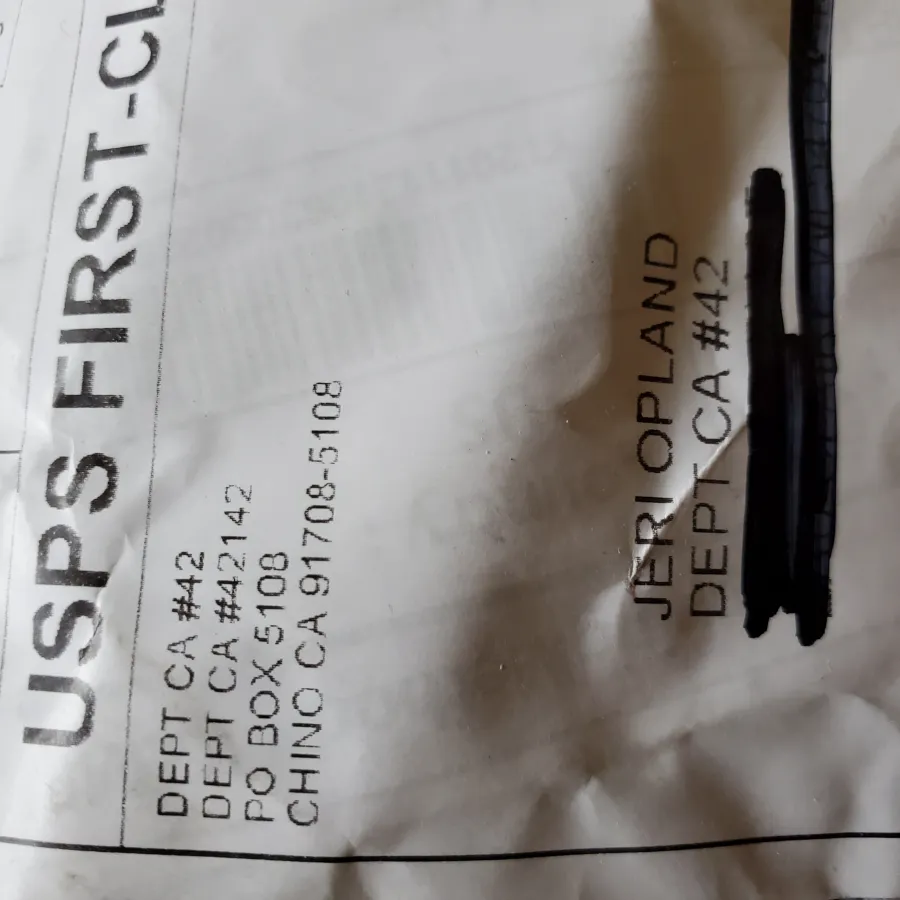 USPS FIRST-CL
DEPT CA #42
DEPT CA #42142
PO BOX 5108
CHINO CA 91708-5108
JERI OPLAND
DEPT CA #42